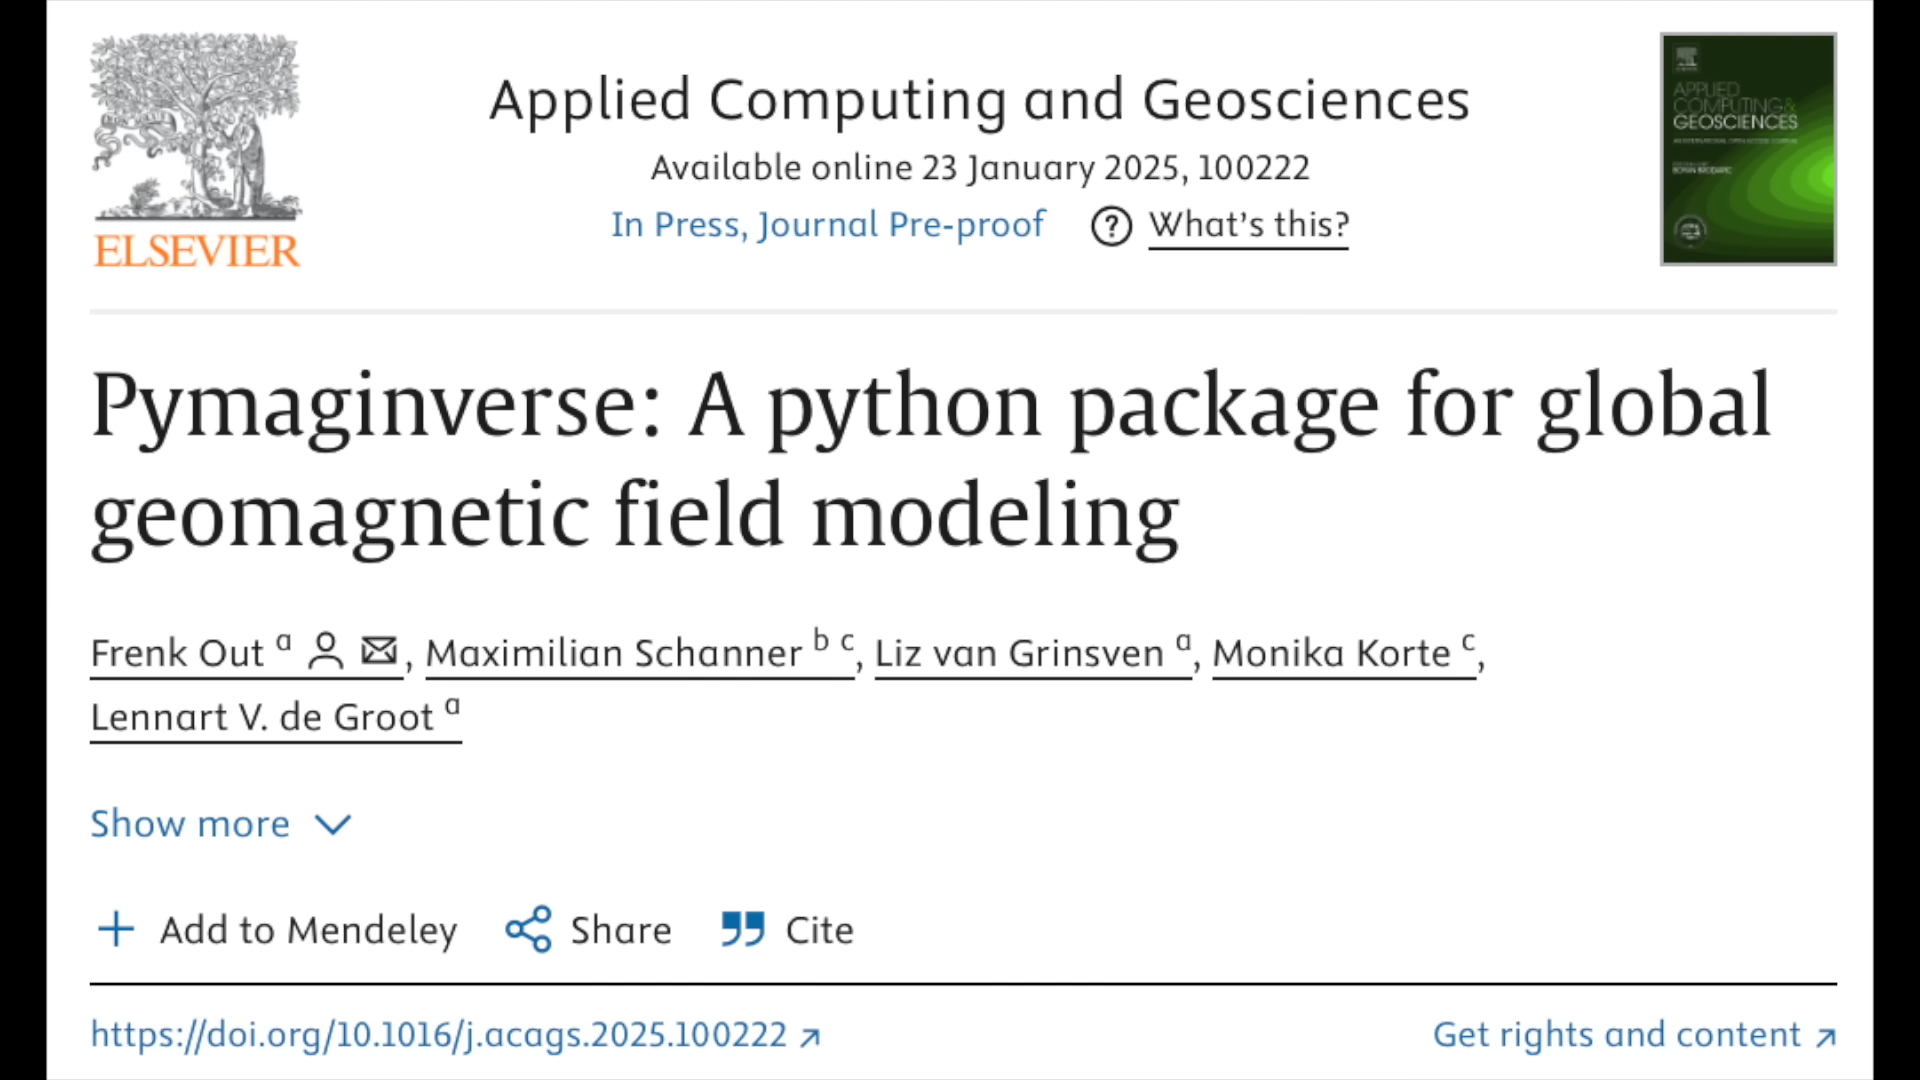 ELSEVIER
Applied Computing and Geosciences
Available online 23 January 2025, 100222
In Press, Journal Pre-proof ? What's this?
APPLIED
COMPUTING&
GEOSCIENCES
Pymaginverse: A python package for global
geomagnetic field modeling
Frenk Out a, Maximilian Schanner b c, Liz van Grinsven a, Monika Korte c,
Lennart V. de Groot a
Show more
Add to Mendeley Share Cite
https://doi.org/10.1016/j.acags.2025.100222
Get rights and content